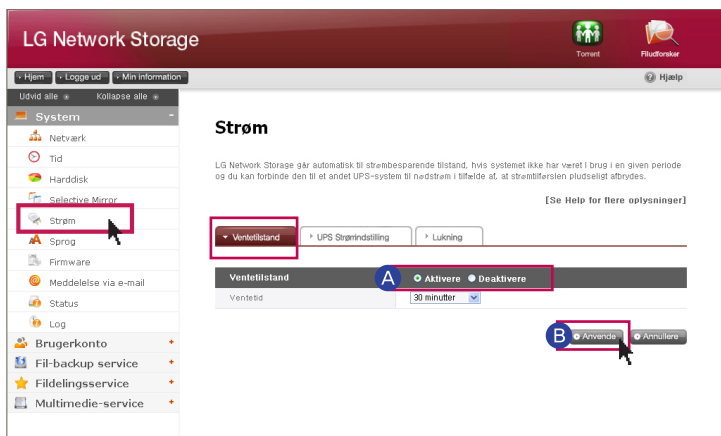 LG Network Storage
Torrent
Filudforsker
Hjem
Logge ud
Min information
Hjælp
Udvid alle
Kollapse alle
System
Netværk
Tid
Harddisk
Selective Mirror
Strøm
Sprog
Firmware
Meddelelse via e-mail
Status
Log
Brugerkonto
Fil-backup service
Fildelingsservice
Multimedie-service
Strøm
LG Network Storage går automatisk til strømbesparende tilstand, hvis systemet ikke har været i brug i en given periode
og du kan forbinde den til et andet UPS-system til nødstrøm i tilfælde af, at strømtilførslen pludseligt afbrydes.
[Se Help for flere oplysninger]
Ventetilstand
UPS Strømindstilling
Lukning
Ventetilstand
A
Aktivere
Deaktivere
Ventetid
30 minutter
B
Anvende
Annullere